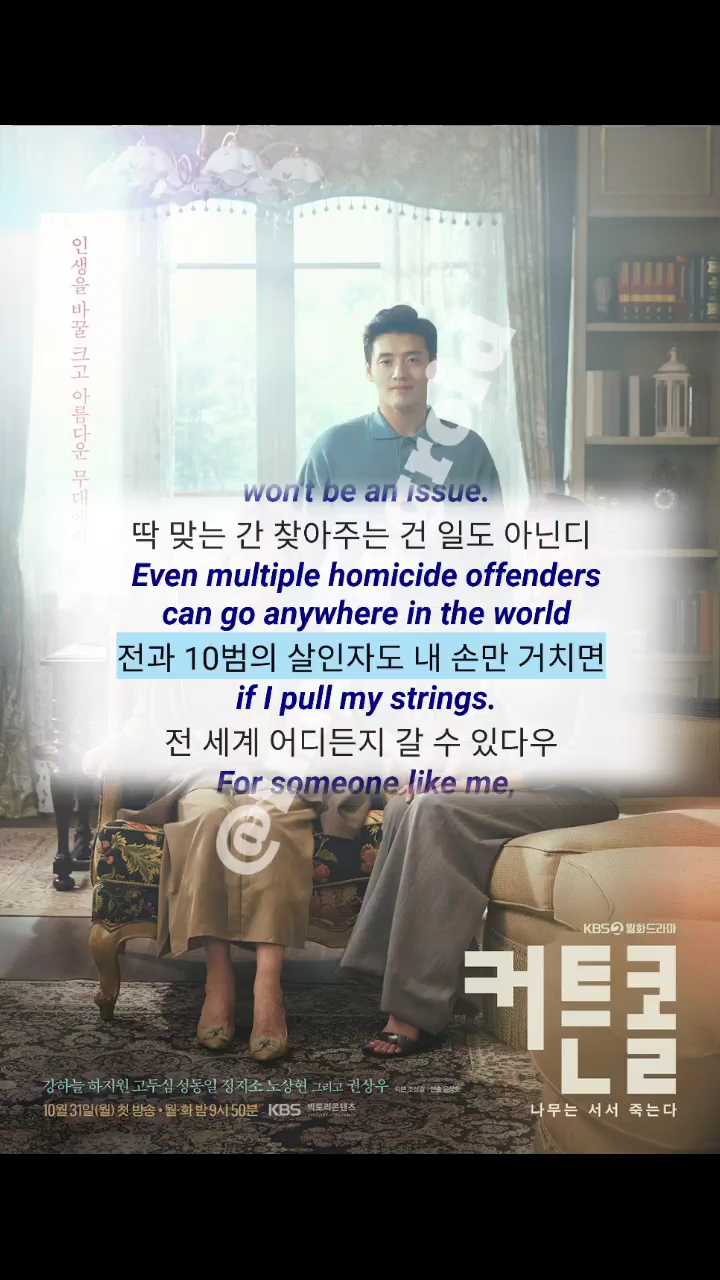 인생을 바꿀 크고 아름다운 무대에서
won't be an issue.
딱 맞는 간 찾아주는 건 일도 아닌디
Even multiple homicide offenders
can go anywhere in the world
전과 10범의 살인자도 내 손만 거치면
if I pull my strings.
전 세계 어디든지 갈 수 있다우
For someone like me,
KBS2 월화드라마
커튼콜
나무는 서서 죽는다
강하늘 하지원 고두심 성동일 정지소 노상현 그리고 권상우
10월 31일(월) 첫 방송 • 월·화 밤 9시 50분 KBS 빅토리콘텐츠